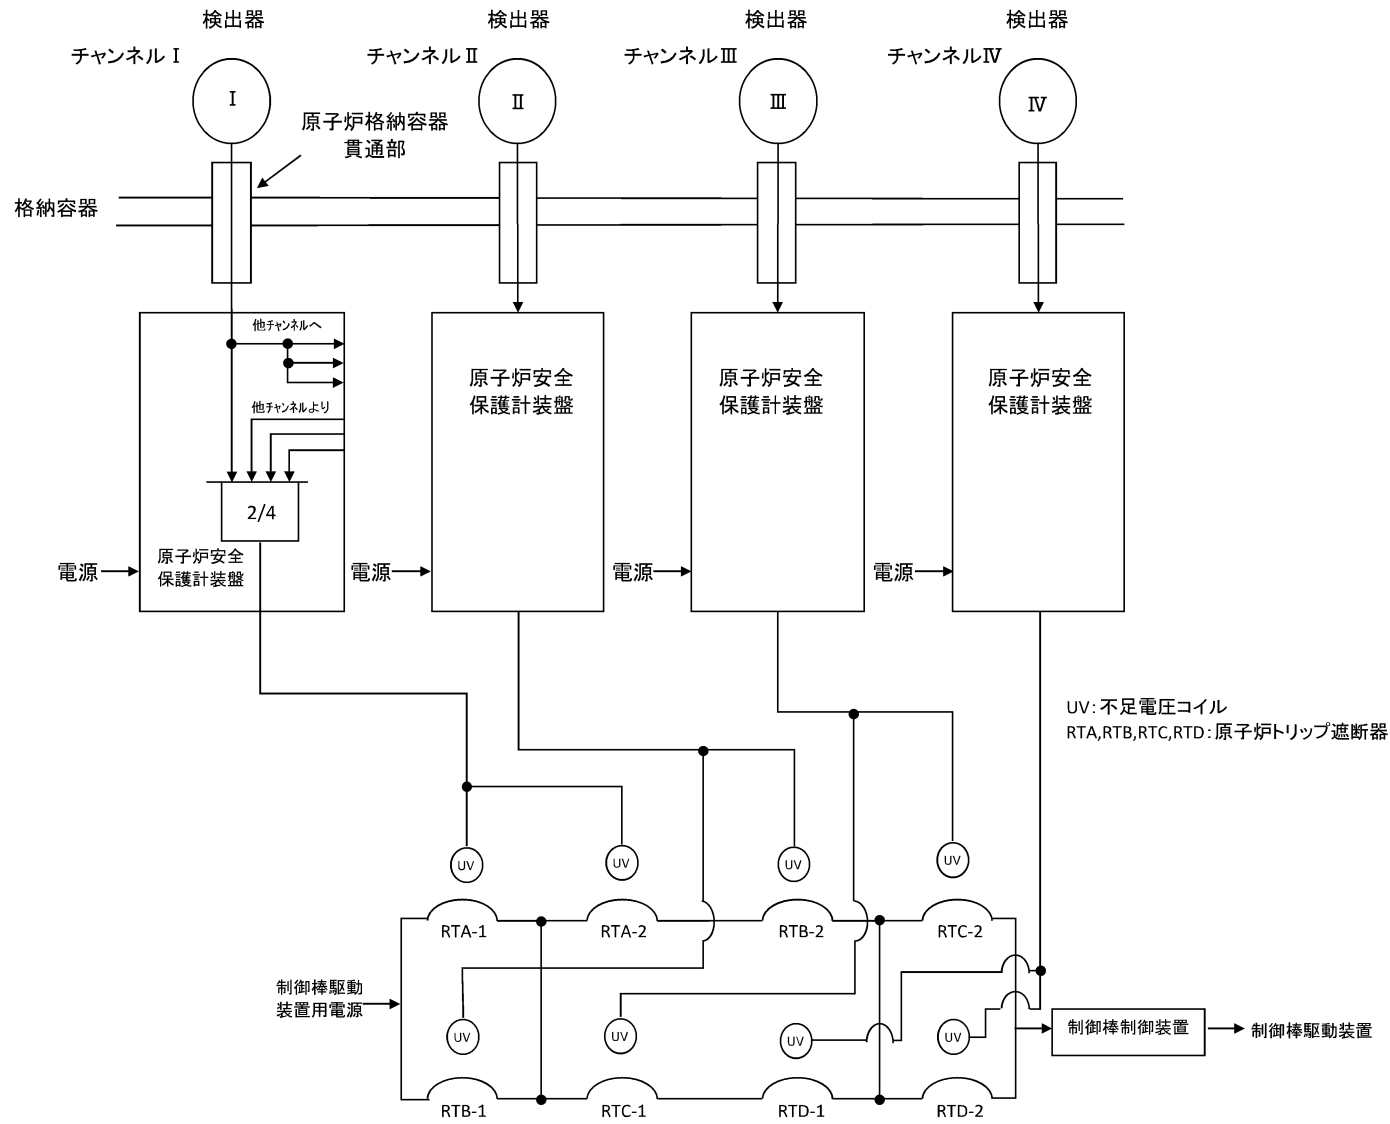 検出器
検出器
検出器
検出器
チャンネルⅠ
チャンネルⅡ
チャンネルⅢ
チャンネルⅣ
Ⅰ
Ⅱ
Ⅲ
Ⅳ
原子炉格納容器
貫通部
格納容器
他チャンネルへ
他チャンネルより
2/4
原子炉安全
保護計装盤
原子炉安全
保護計装盤
原子炉安全
保護計装盤
原子炉安全
保護計装盤
電源
電源
電源
電源
UV：不足電圧コイル
RTA,RTB,RTC,RTD：原子炉トリップ遮断器
UV
UV
UV
UV
RTA-1
RTA-2
RTB-2
RTC-2
制御棒駆動
装置用電源
UV
UV
UV
UV
制御棒制御装置
制御棒駆動装置
RTB-1
RTC-1
RTD-1
RTD-2